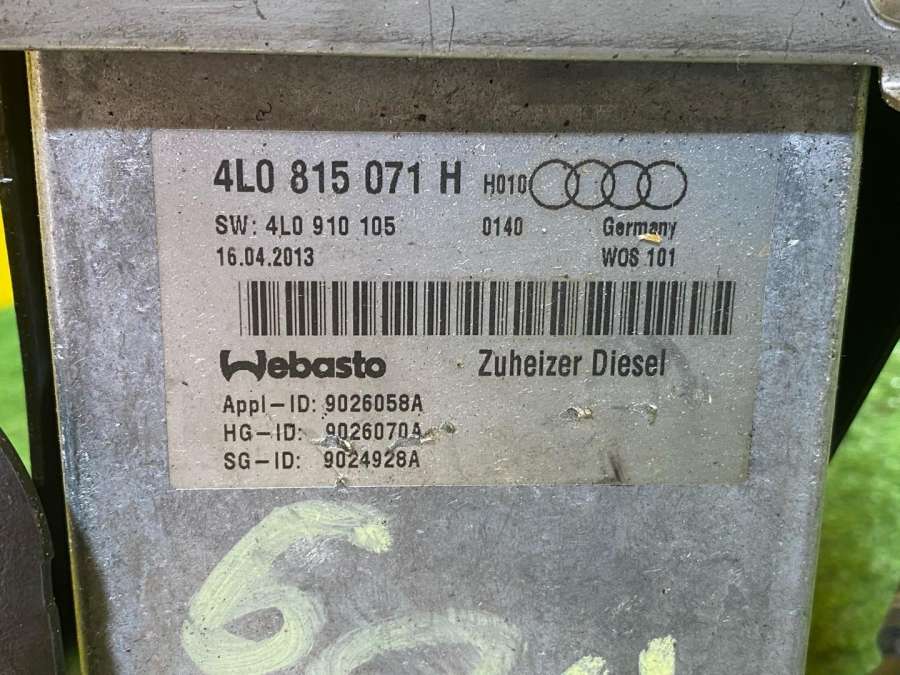 4L0 815 071 H H010
SW: 4L0 910 105 0140 Germany
16.04.2013 WOS 101
Webasto Zuheizer Diesel
Appl-ID: 9026058A
HG-ID: 9026070A
SG-ID: 9024928A